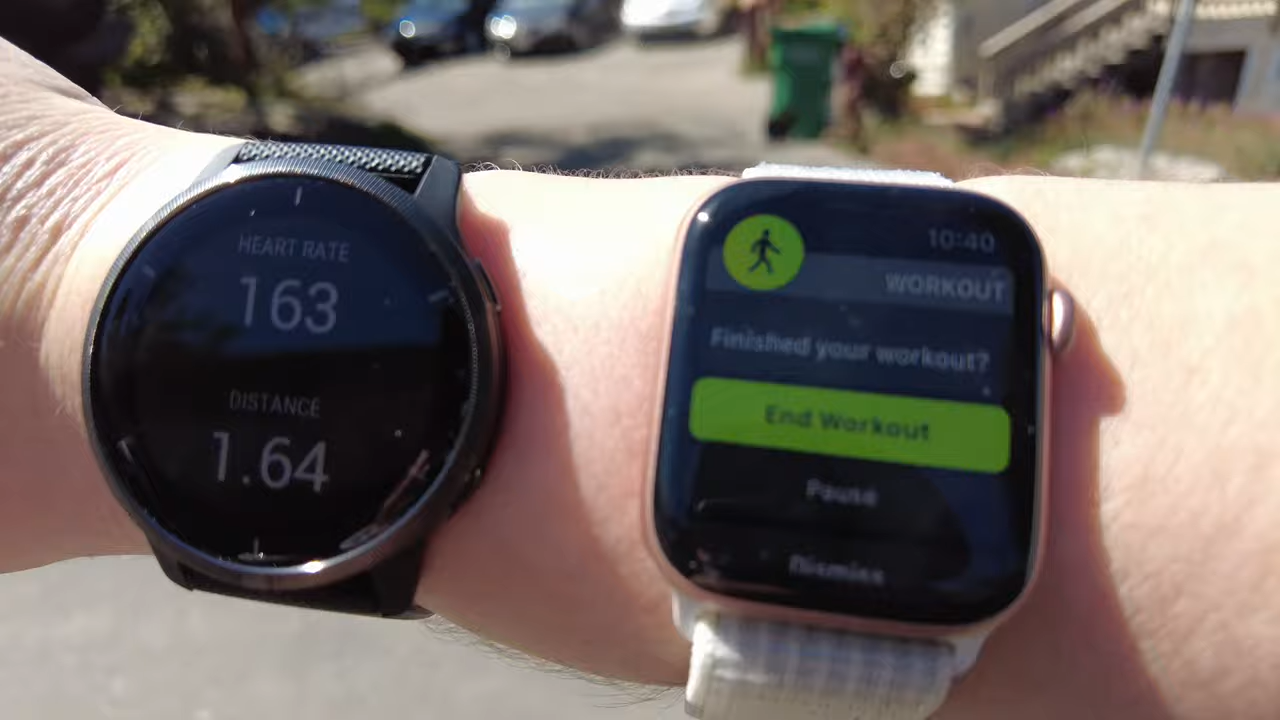 HEART RATE
163
DISTANCE
1.64
10:40
WORKOUT
Finished your workout?
End Workout
Pause
Dismiss